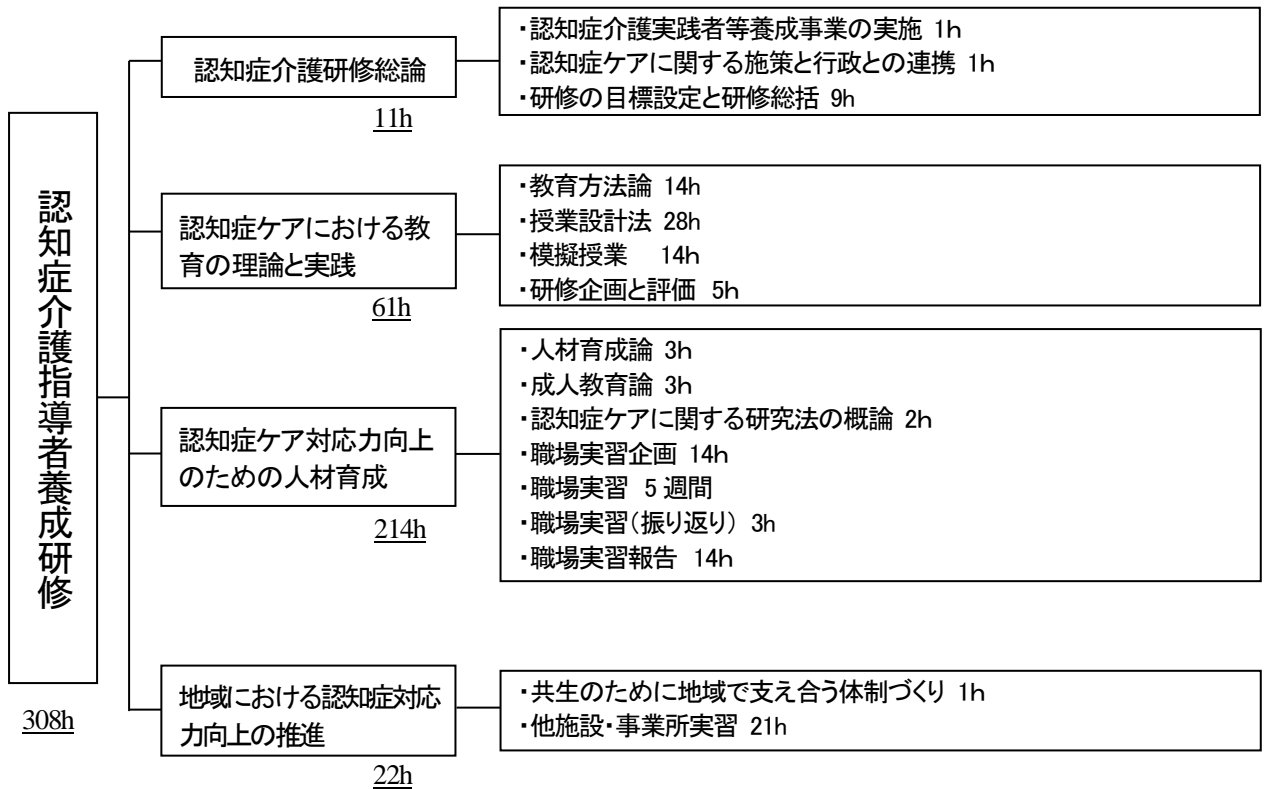 認知症介護指導者養成研修
308h
認知症介護研修総論
11h
・認知症介護実践者等養成事業の実施 1h
・認知症ケアに関する施策と行政との連携 1h
・研修の目標設定と研修総括 9h
認知症ケアにおける教
育の理論と実践
61h
・教育方法論 14h
・授業設計法 28h
・模擬授業 14h
・研修企画と評価 5h
認知症ケア対応力向上
のための人材育成
214h
・人材育成論 3h
・成人教育論 3h
・認知症ケアに関する研究法の概論 2h
・職場実習企画 14h
・職場実習 5週間
・職場実習(振り返り) 3h
・職場実習報告 14h
地域における認知症対応
力向上の推進
22h
・共生のために地域で支え合う体制づくり 1h
・他施設・事業所実習 21h